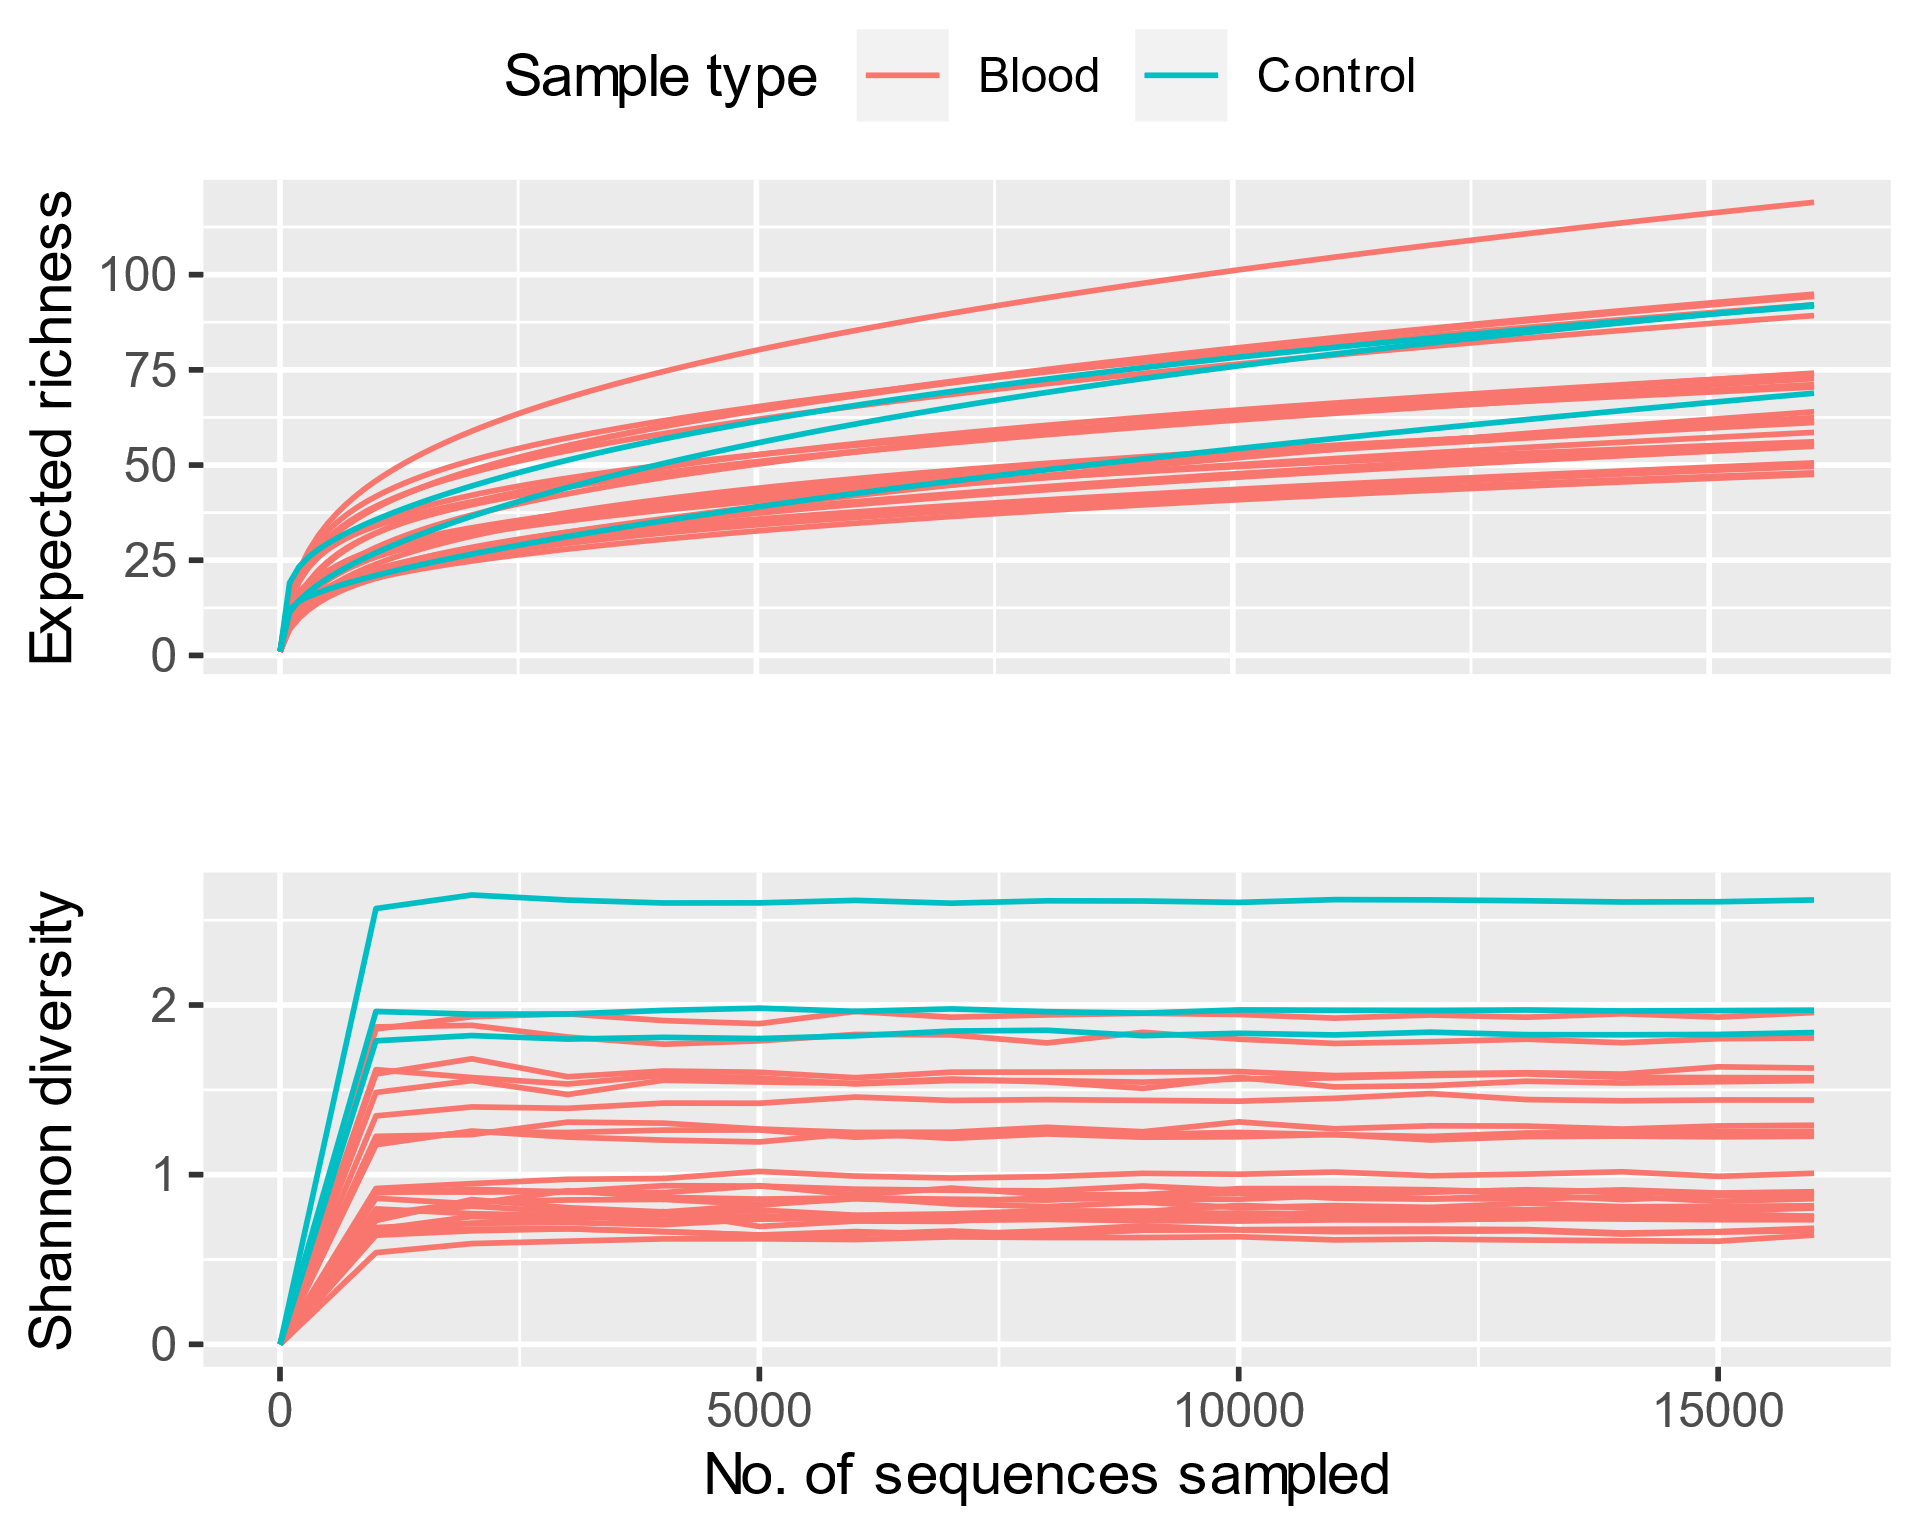 Sample type Blood Control
Expected richness
100
75
50
25
0
Shannon diversity
2
1
0
0 5000 10000 15000
No. of sequences sampled